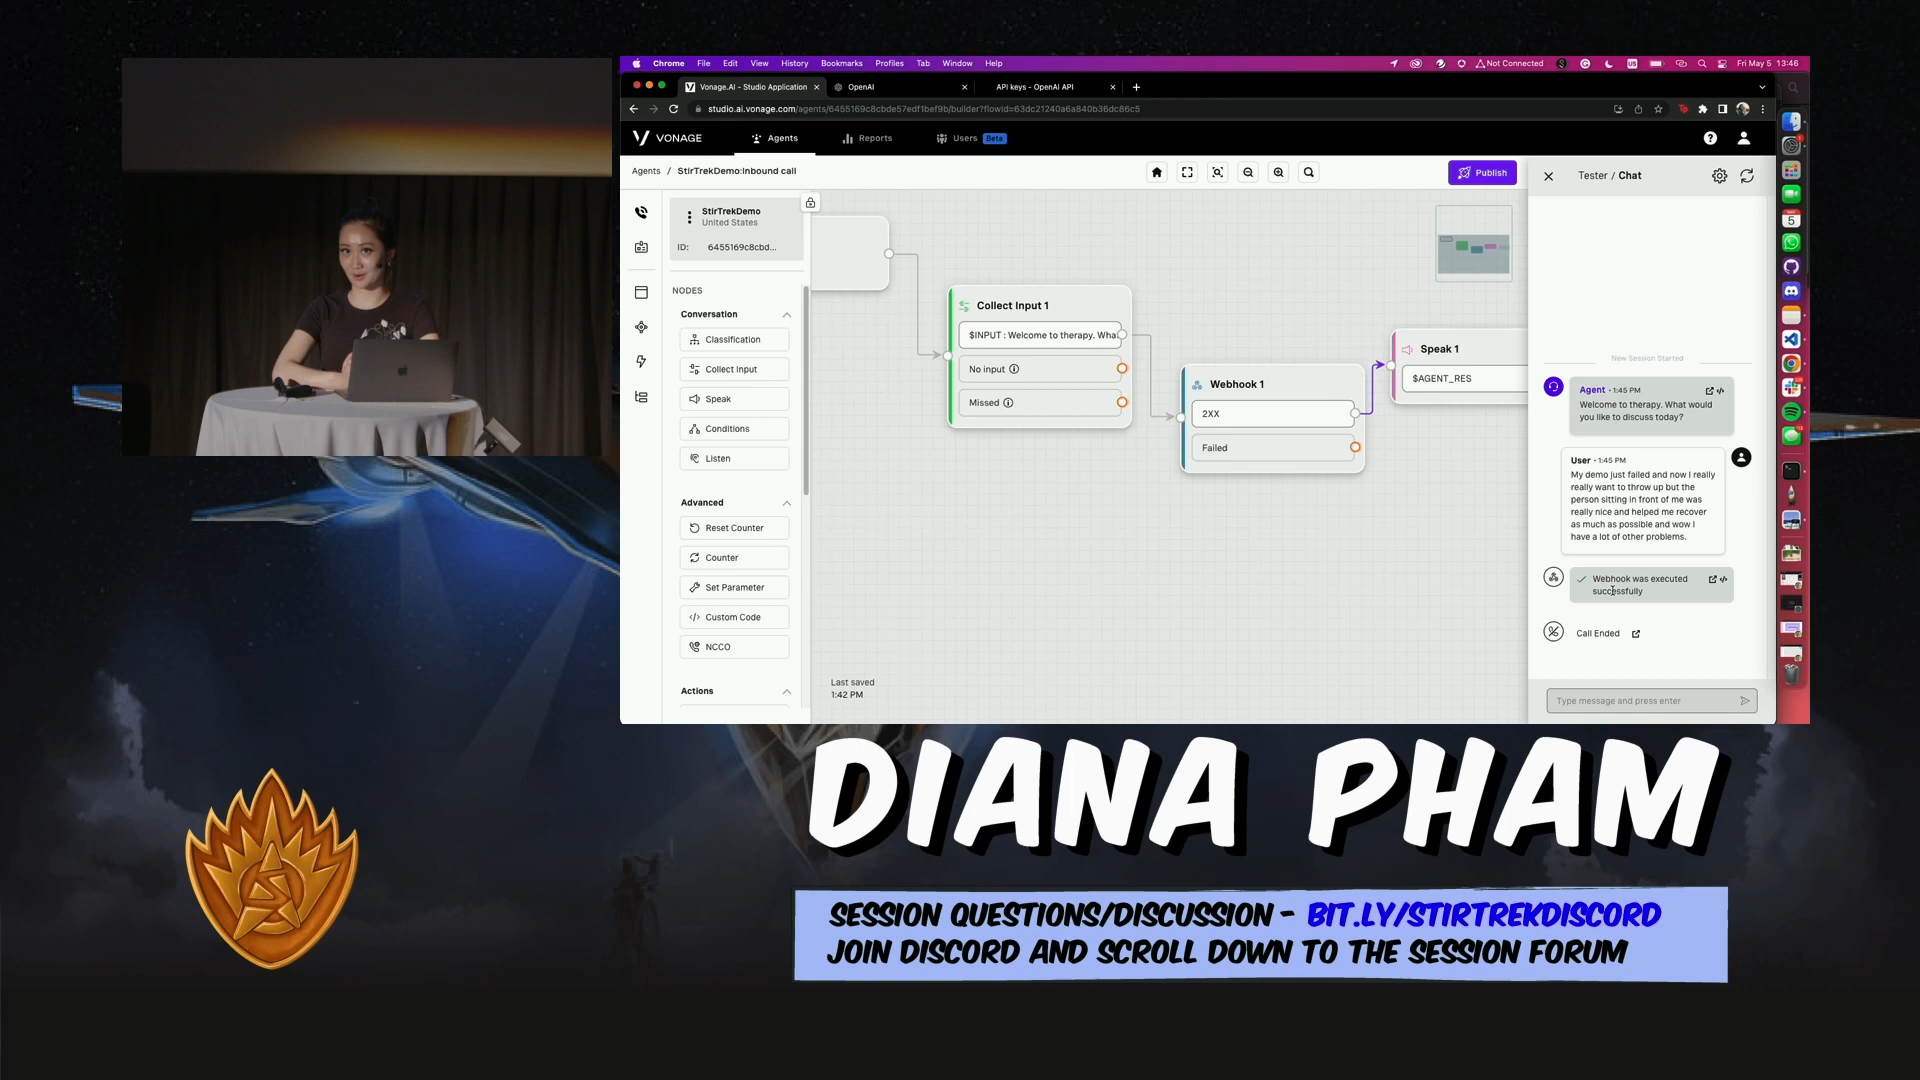 Chrome File Edit View History Bookmarks Profiles Tab Window Help
Not Connected US Fri May 5 13:46
Vonage.AI - Studio Application OpenAI API keys - OpenAI API
studio.ai.vonage.com/agents/6455169c8cbde57edf1bef9b/builder?flowId=63dc21240a6a840b36dc86c5
VONAGE Agents Reports Users Beta
Agents / StirTrekDemo:Inbound call
Publish
Tester / Chat
StirTrekDemo
United States
ID: 6455169c8cbd...
NODES
Conversation
Classification
Collect Input
Speak
Conditions
Listen
Advanced
Reset Counter
Counter
Set Parameter
Custom Code
NCCO
Actions
Collect Input 1
$INPUT : Welcome to therapy. Wha
No input
Missed
Webhook 1
2XX
Failed
Speak 1
$AGENT_RES
Last saved
1:42 PM
New Session Started
Agent • 1:45 PM
Welcome to therapy. What would
you like to discuss today?
User • 1:45 PM
My demo just failed and now I really
really want to throw up but the
person sitting in front of me was
really nice and helped me recover
as much as possible and wow I
have a lot of other problems.
Webhook was executed
successfully
Call Ended
Type message and press enter
DIANA PHAM
SESSION QUESTIONS/DISCUSSION - BIT.LY/STIRTREKDISCORD
JOIN DISCORD AND SCROLL DOWN TO THE SESSION FORUM